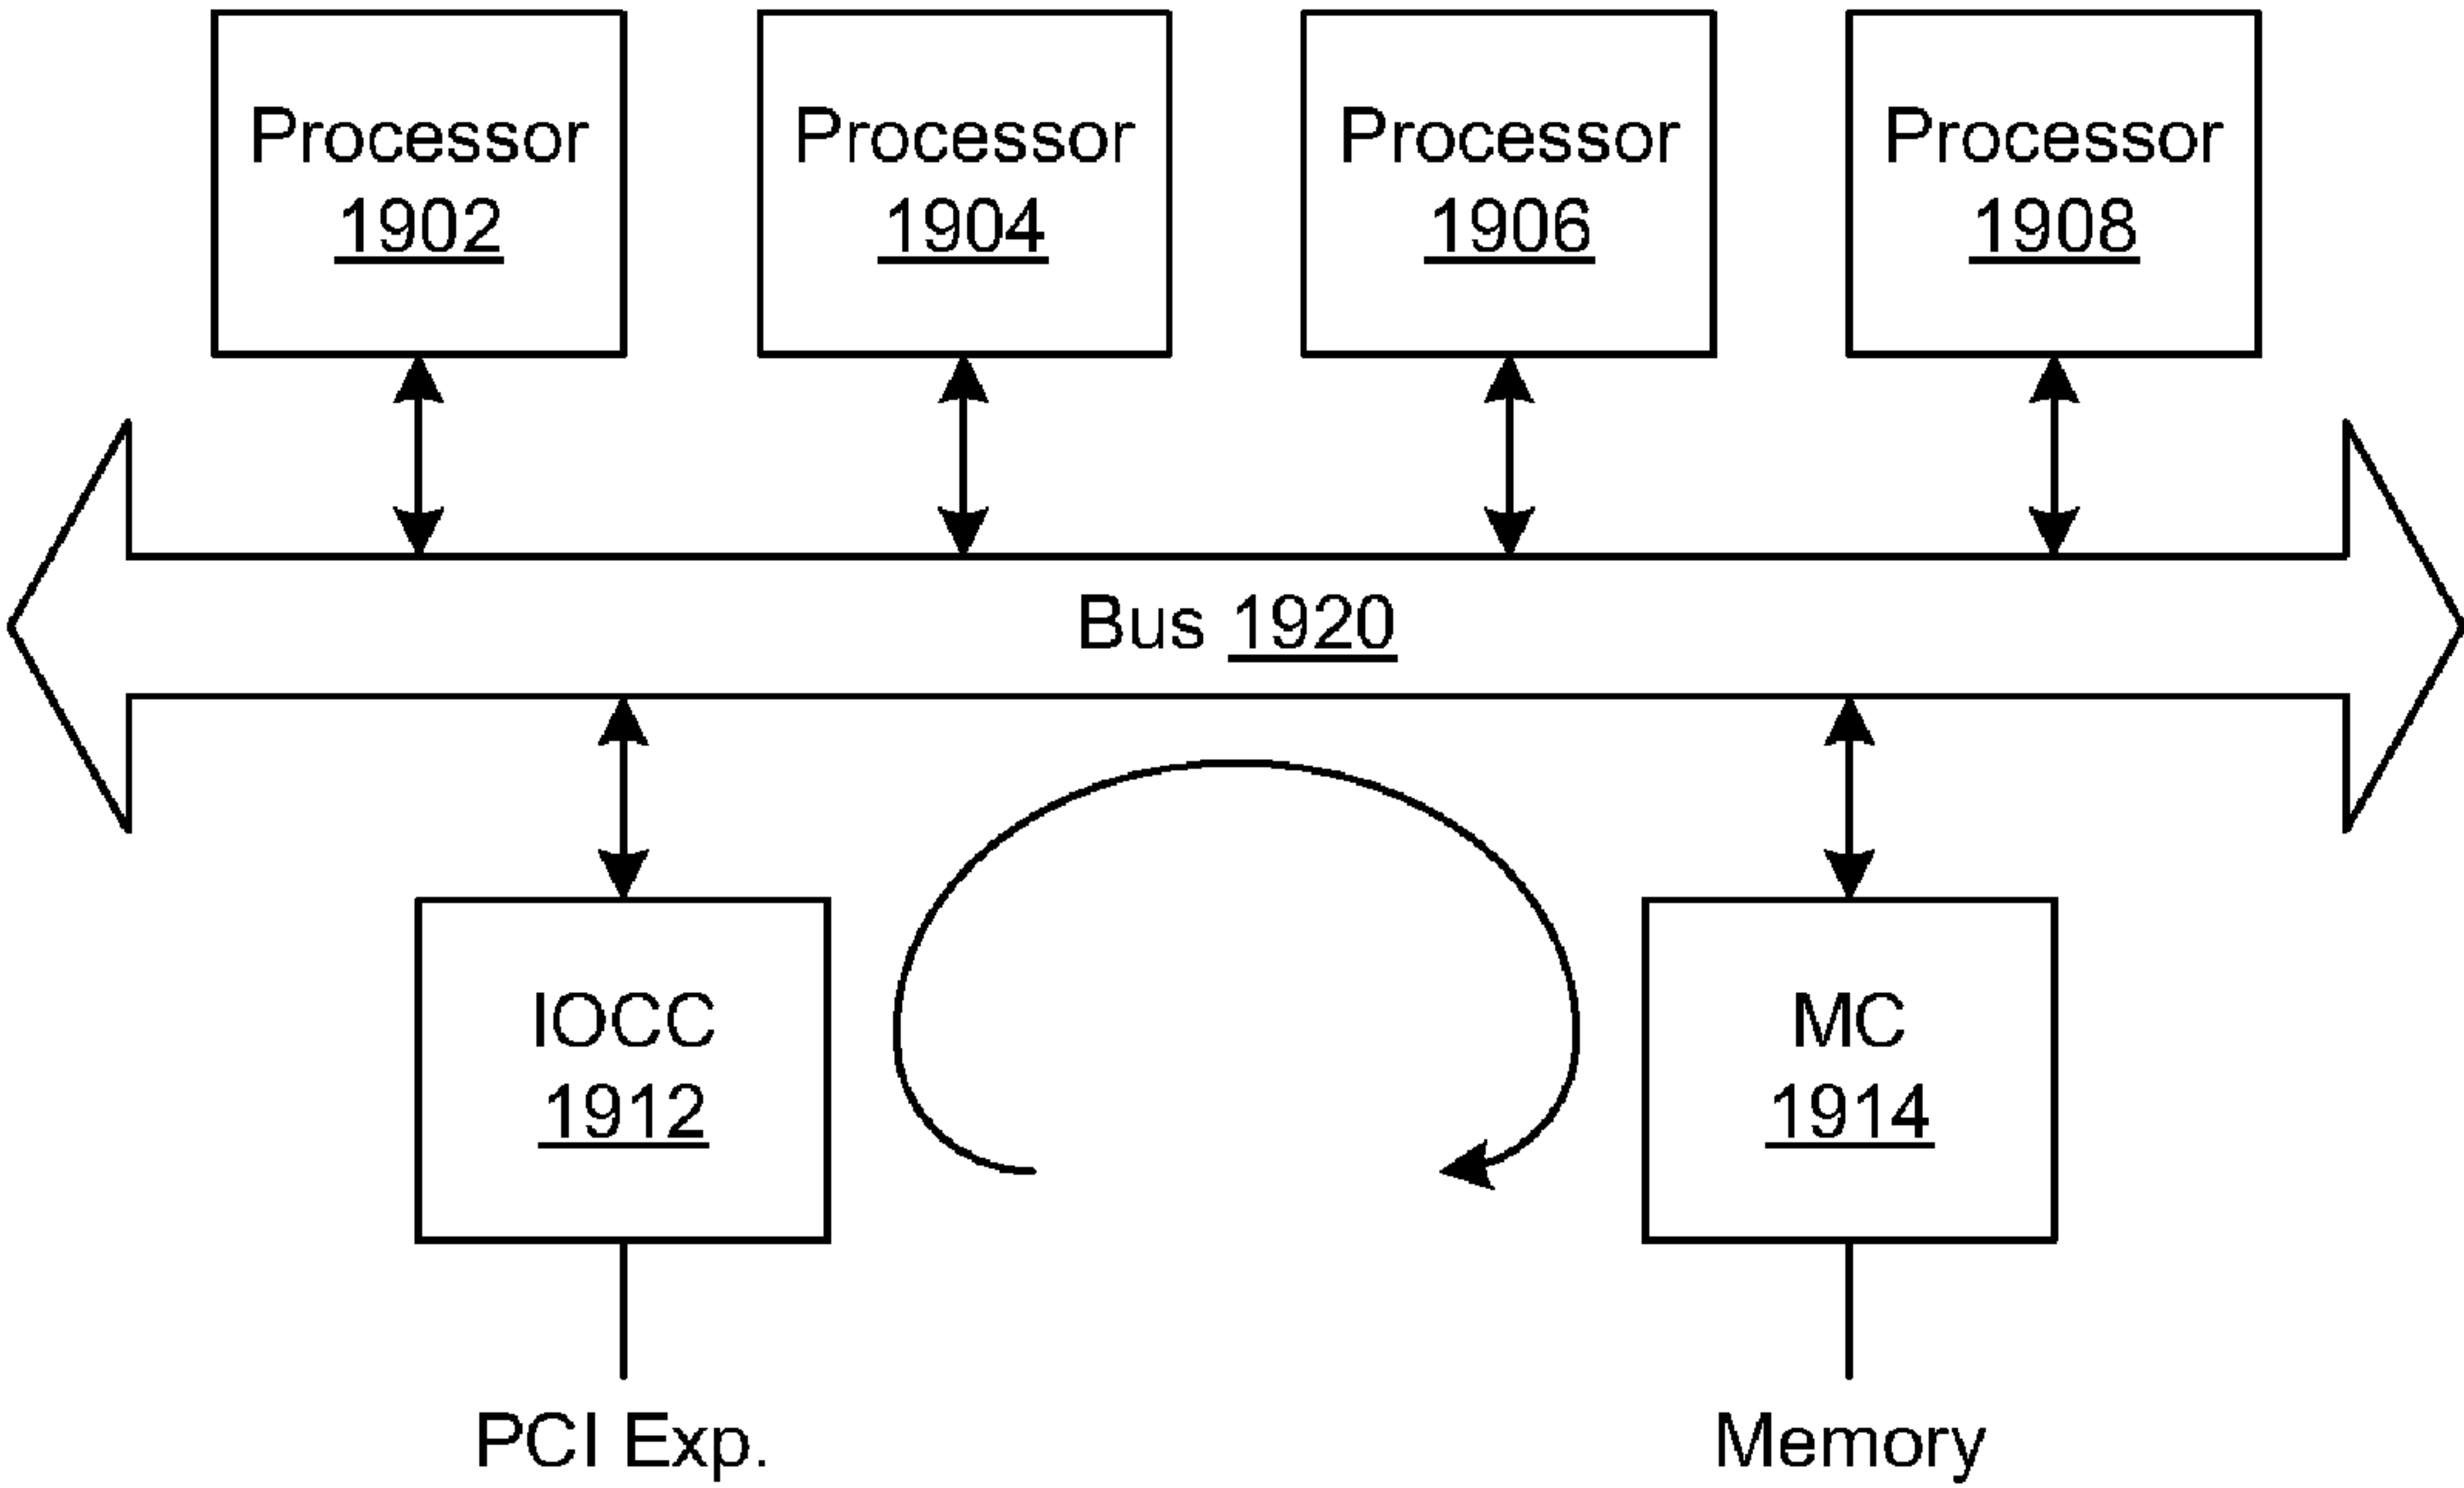 Processor
1902
Processor
1904
Processor
1906
Processor
1908
Bus 1920
IOCC
1912
MC
1914
PCI Exp.
Memory